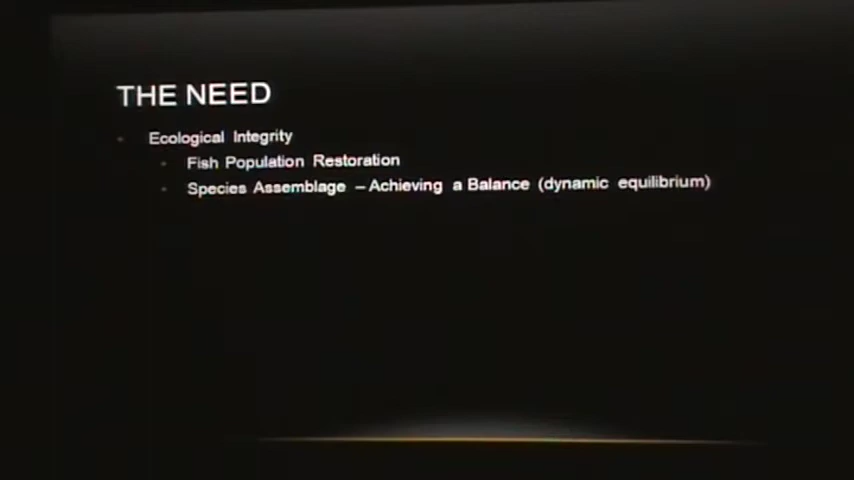 THE NEED
Ecological Integrity
Fish Population Restoration
Species Assemblage – Achieving a Balance (dynamic equilibrium)